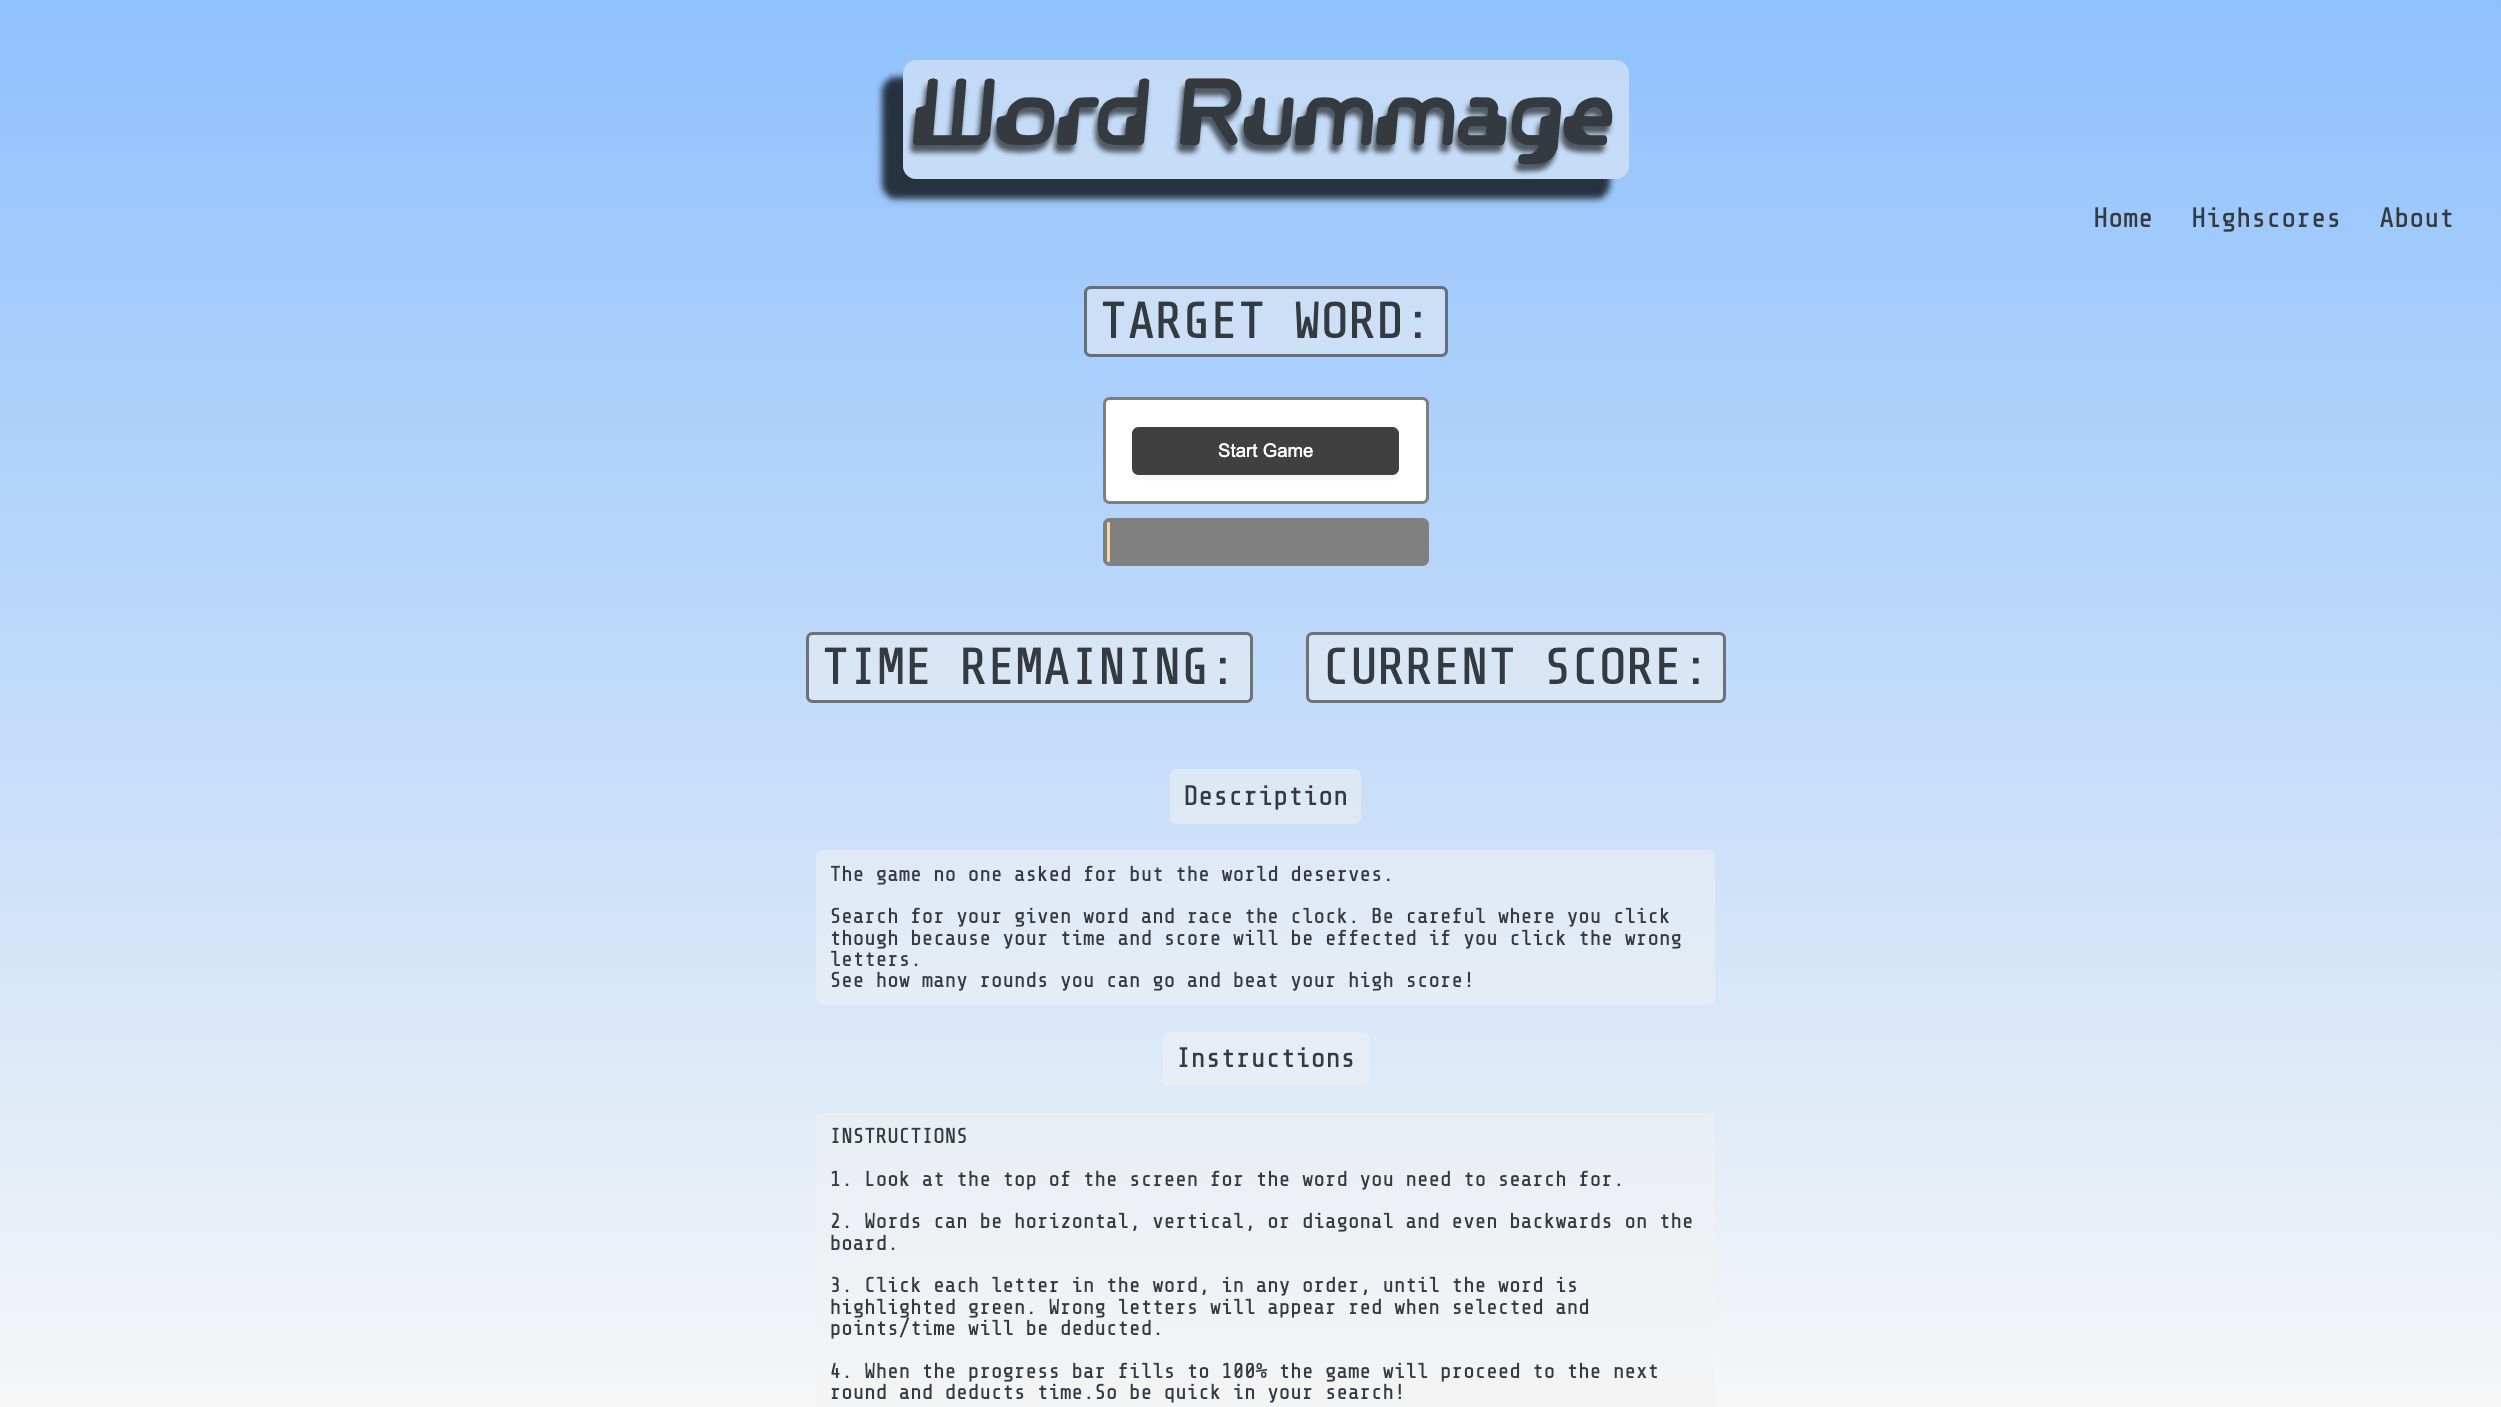 Word Rummage
Home Highscores About
TARGET WORD:
Start Game
TIME REMAINING: CURRENT SCORE:
Description
The game no one asked for but the world deserves.
Search for your given word and race the clock. Be careful where you click
though because your time and score will be effected if you click the wrong
letters.
See how many rounds you can go and beat your high score!
Instructions
INSTRUCTIONS
1. Look at the top of the screen for the word you need to search for.
2. Words can be horizontal, vertical, or diagonal and even backwards on the
board.
3. Click each letter in the word, in any order, until the word is
highlighted green. Wrong letters will appear red when selected and
points/time will be deducted.
4. When the progress bar fills to 100% the game will proceed to the next
round and deducts time.So be quick in your search!